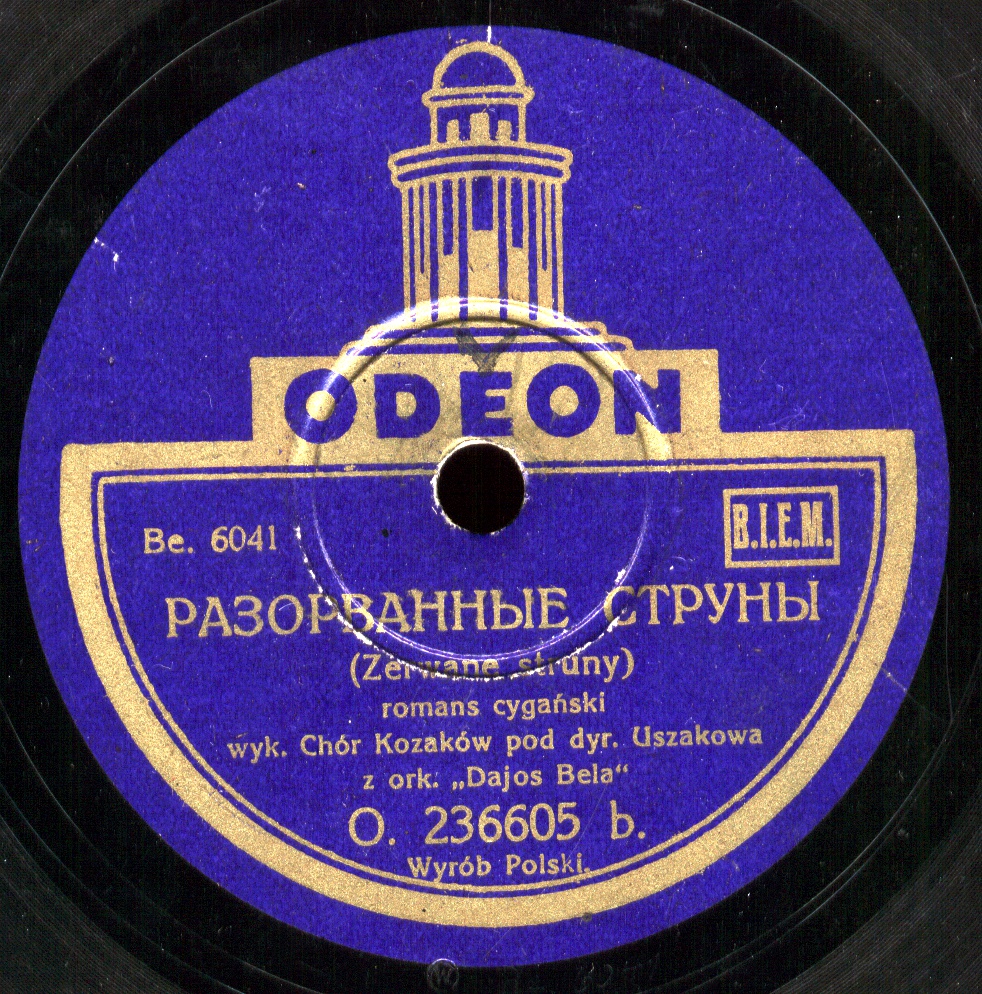 ODEON
Be. 6041
B.I.E.M.
РАЗОРВАННЫЕ СТРУНЫ
(Zerwane struny)
romans cygański
wyk. Chór Kozaków pod dyr. Uszakowa
z ork. „Dajos Bela“
O. 236605 b.
Wyrób Polski.